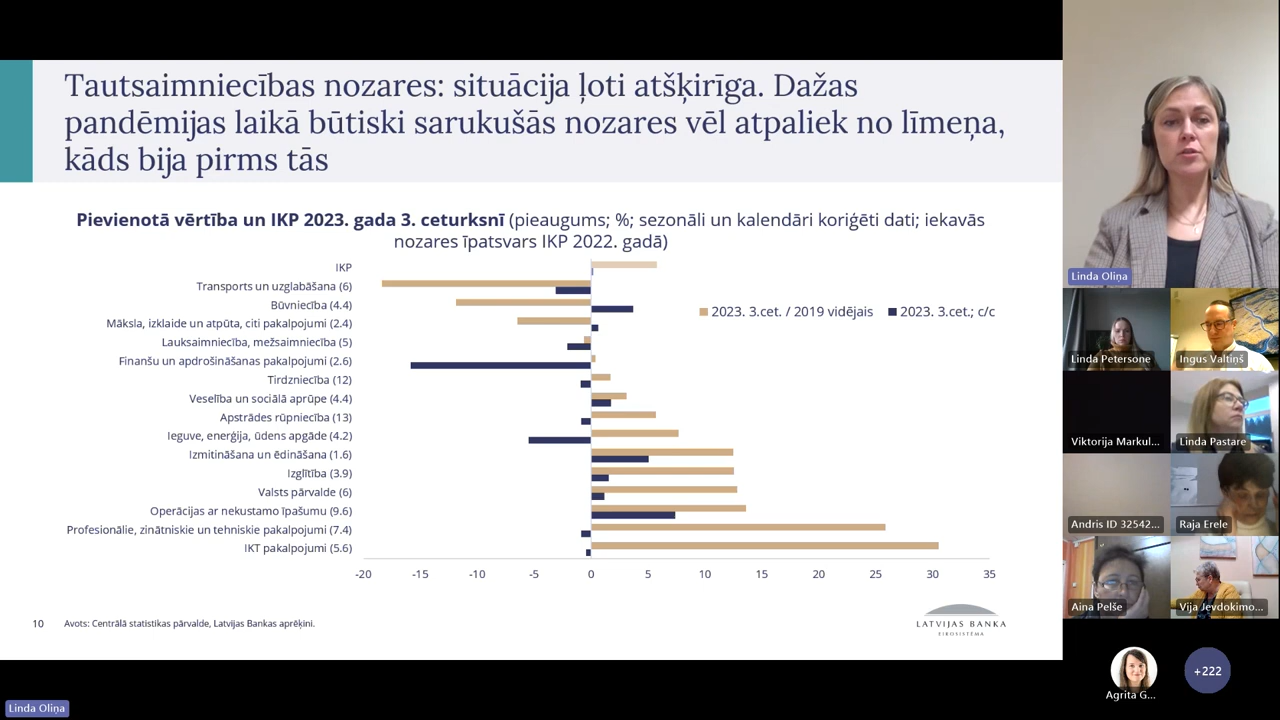 Tautsaimniecības nozares: situācija ļoti atšķirīga. Dažas
pandēmijas laikā būtiski sarukušās nozares vēl atpaliek no līmeņa,
kāds bija pirms tās
Pievienotā vērtība un IKP 2023. gada 3. ceturksnī (pieaugums; %; sezonāli un kalendāri koriģēti dati; iekavās
nozares īpatsvars IKP 2022. gadā)
IKP
Transports un uzglabāšana (6)
Būvniecība (4.4)
Māksla, izklaide un atpūta, citi pakalpojumi (2.4)
Lauksaimniecība, mežsaimniecība (5)
Finanšu un apdrošināšanas pakalpojumi (2.6)
Tirdzniecība (12)
Veselība un sociālā aprūpe (4.4)
Apstrādes rūpniecība (13)
Ieguve, enerģija, ūdens apgāde (4.2)
Izmitināšana un ēdināšana (1.6)
Izglītība (3.9)
Valsts pārvalde (6)
Operācijas ar nekustamo īpašumu (9.6)
Profesionālie, zinātniskie un tehniskie pakalpojumi (7.4)
IKT pakalpojumi (5.6)
2023. 3.cet. / 2019 vidējais
2023. 3.cet.; c/c
-20 -15 -10 -5 0 5 10 15 20 25 30 35
10
Avots: Centrālā statistikas pārvalde, Latvijas Bankas aprēķini.
LATVIJAS BANKA
EIROSISTĒMA
Linda Oliņa
Linda Oliņa
Linda Petersone
Ingus Valtiņš
Viktorija Markul...
Linda Pastare
Andris ID 32542...
Raja Erele
Aina Pelše
Vija Jevdokimo...
Agrita G...
+222